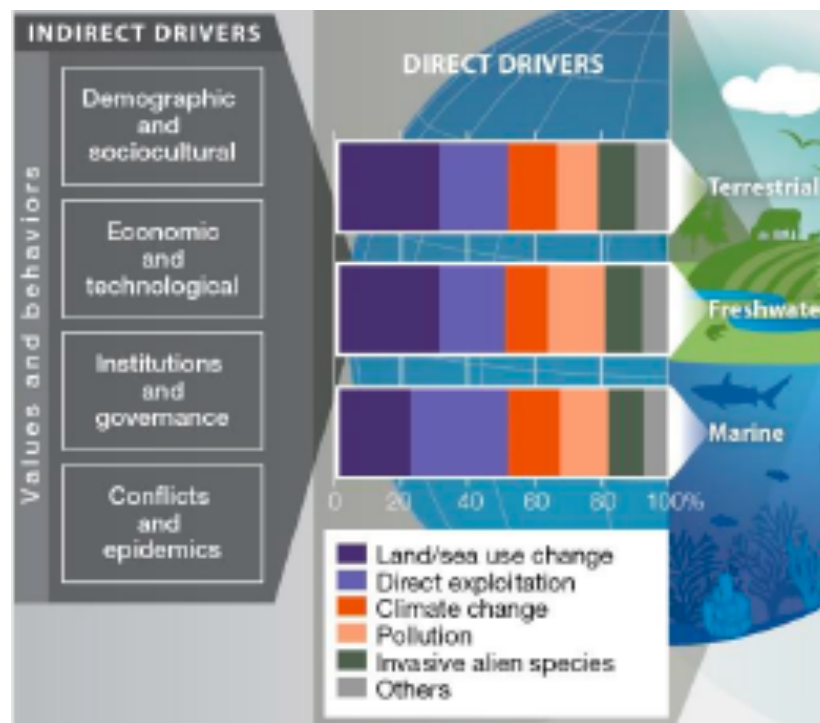 INDIRECT DRIVERS
Values and behaviors
Demographic
and
sociocultural
Economic
and
technological
Institutions
and
governance
Conflicts
and
epidemics
DIRECT DRIVERS
Terrestrial
Freshwate
Marine
0 20 40 60 80 100%
Land/sea use change
Direct exploitation
Climate change
Pollution
Invasive alien species
Others